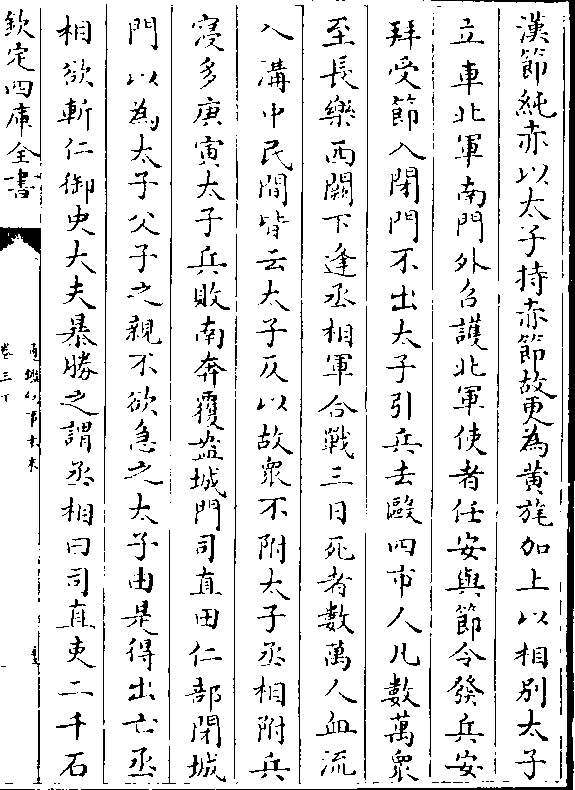 漢節純赤以太子持赤節故更為黃旄加上以相別太子
立車北軍南門外召護北軍使者任安與節令發兵安
拜受節入閉門不出太子引兵去敺四市人凡數萬衆
至長樂西闕下逢丞相軍合戰三日死者數萬人血流
入溝中民間皆云太子反以故衆不附太子丞相附兵
寖多庚寅太子兵敗南奔覆盎城門司直田仁部閉城
門以為太子父子之親不欲急之太子由是得出亡丞
相欲斬仁御史大夫暴勝之謂丞相曰司直吏二千石
欽定四庫全書
通鑑紀事本末
卷三下